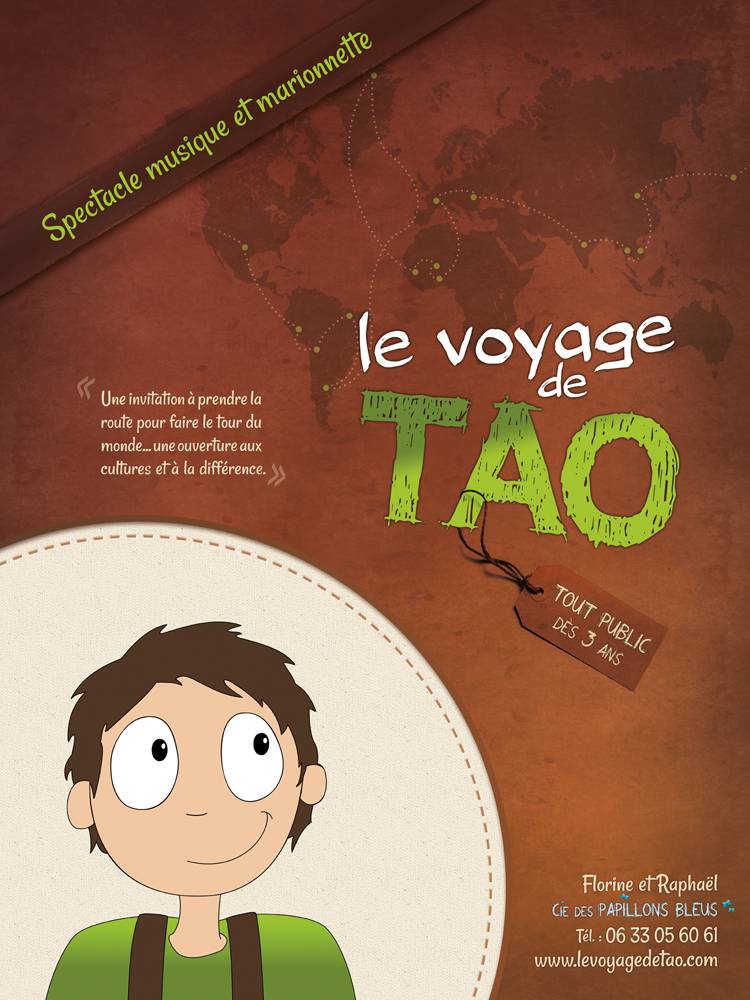 Spectacle musique et marionnette
le voyage
de
TAO
« Une invitation à prendre la
route pour faire le tour du
monde... une ouverture aux
cultures et à la différence. »
TOUT PUBLIC
DÈS 3 ANS
Florine et Raphaël
CIE DES PAPILLONS BLEUS
Tél. : 06 33 05 60 61
www.levoyagedetao.com